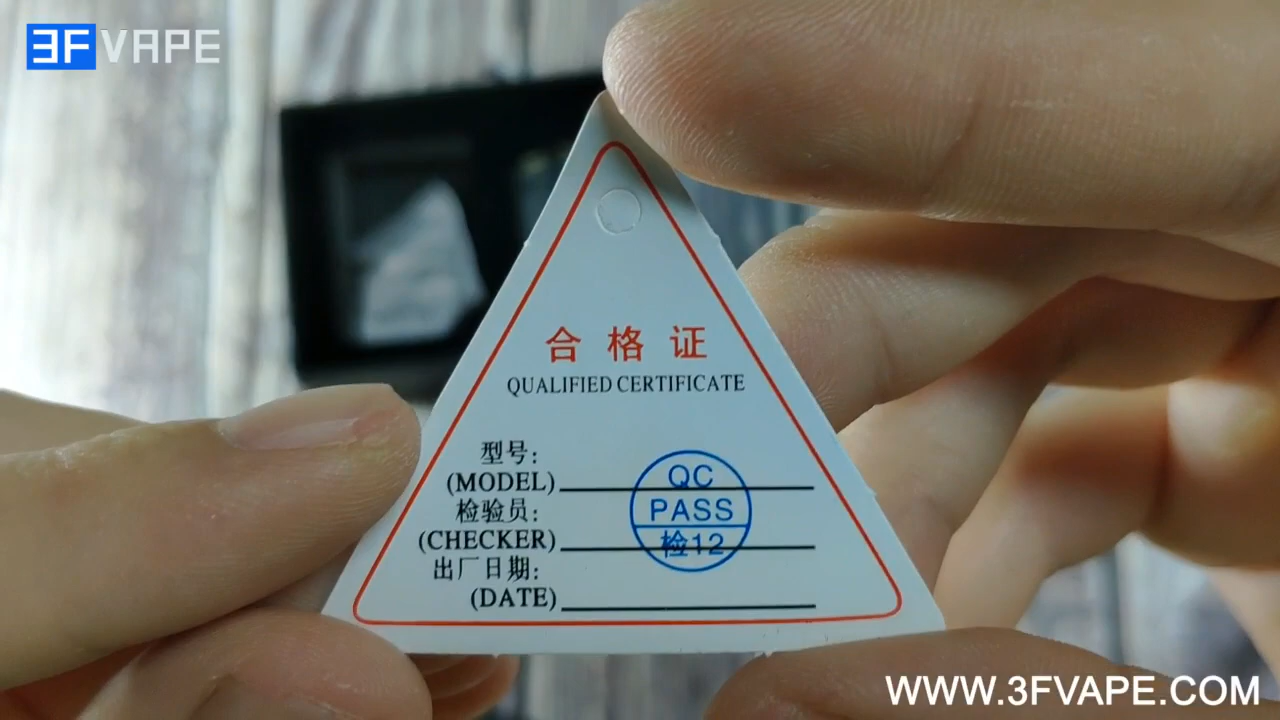 3FVAPE
合格证
QUALIFIED CERTIFICATE
型号:
(MODEL)
检验员:
(CHECKER)
出厂日期:
(DATE)
QC
PASS
检12
WWW.3FVAPE.COM